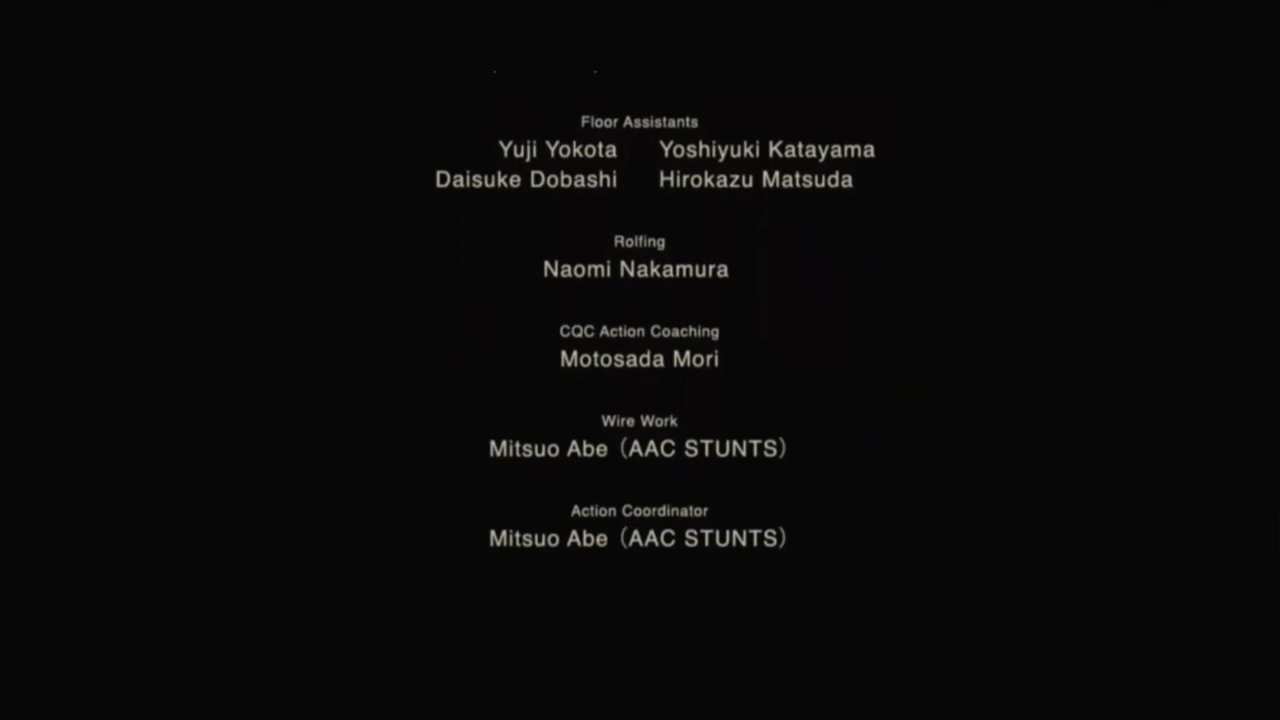 Floor Assistants
Yuji Yokota Yoshiyuki Katayama
Daisuke Dobashi Hirokazu Matsuda
Rolfing
Naomi Nakamura
CQC Action Coaching
Motosada Mori
Wire Work
Mitsuo Abe (AAC STUNTS)
Action Coordinator
Mitsuo Abe (AAC STUNTS)